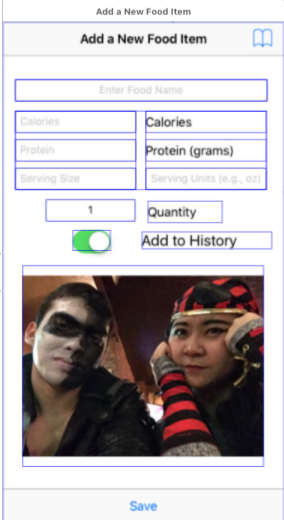 Add a New Food Item
Add a New Food Item
Enter Food Name
Calories Calories
Protein Protein (grams)
Serving Size Serving Units (e.g., oz)
1 Quantity
Add to History
Save